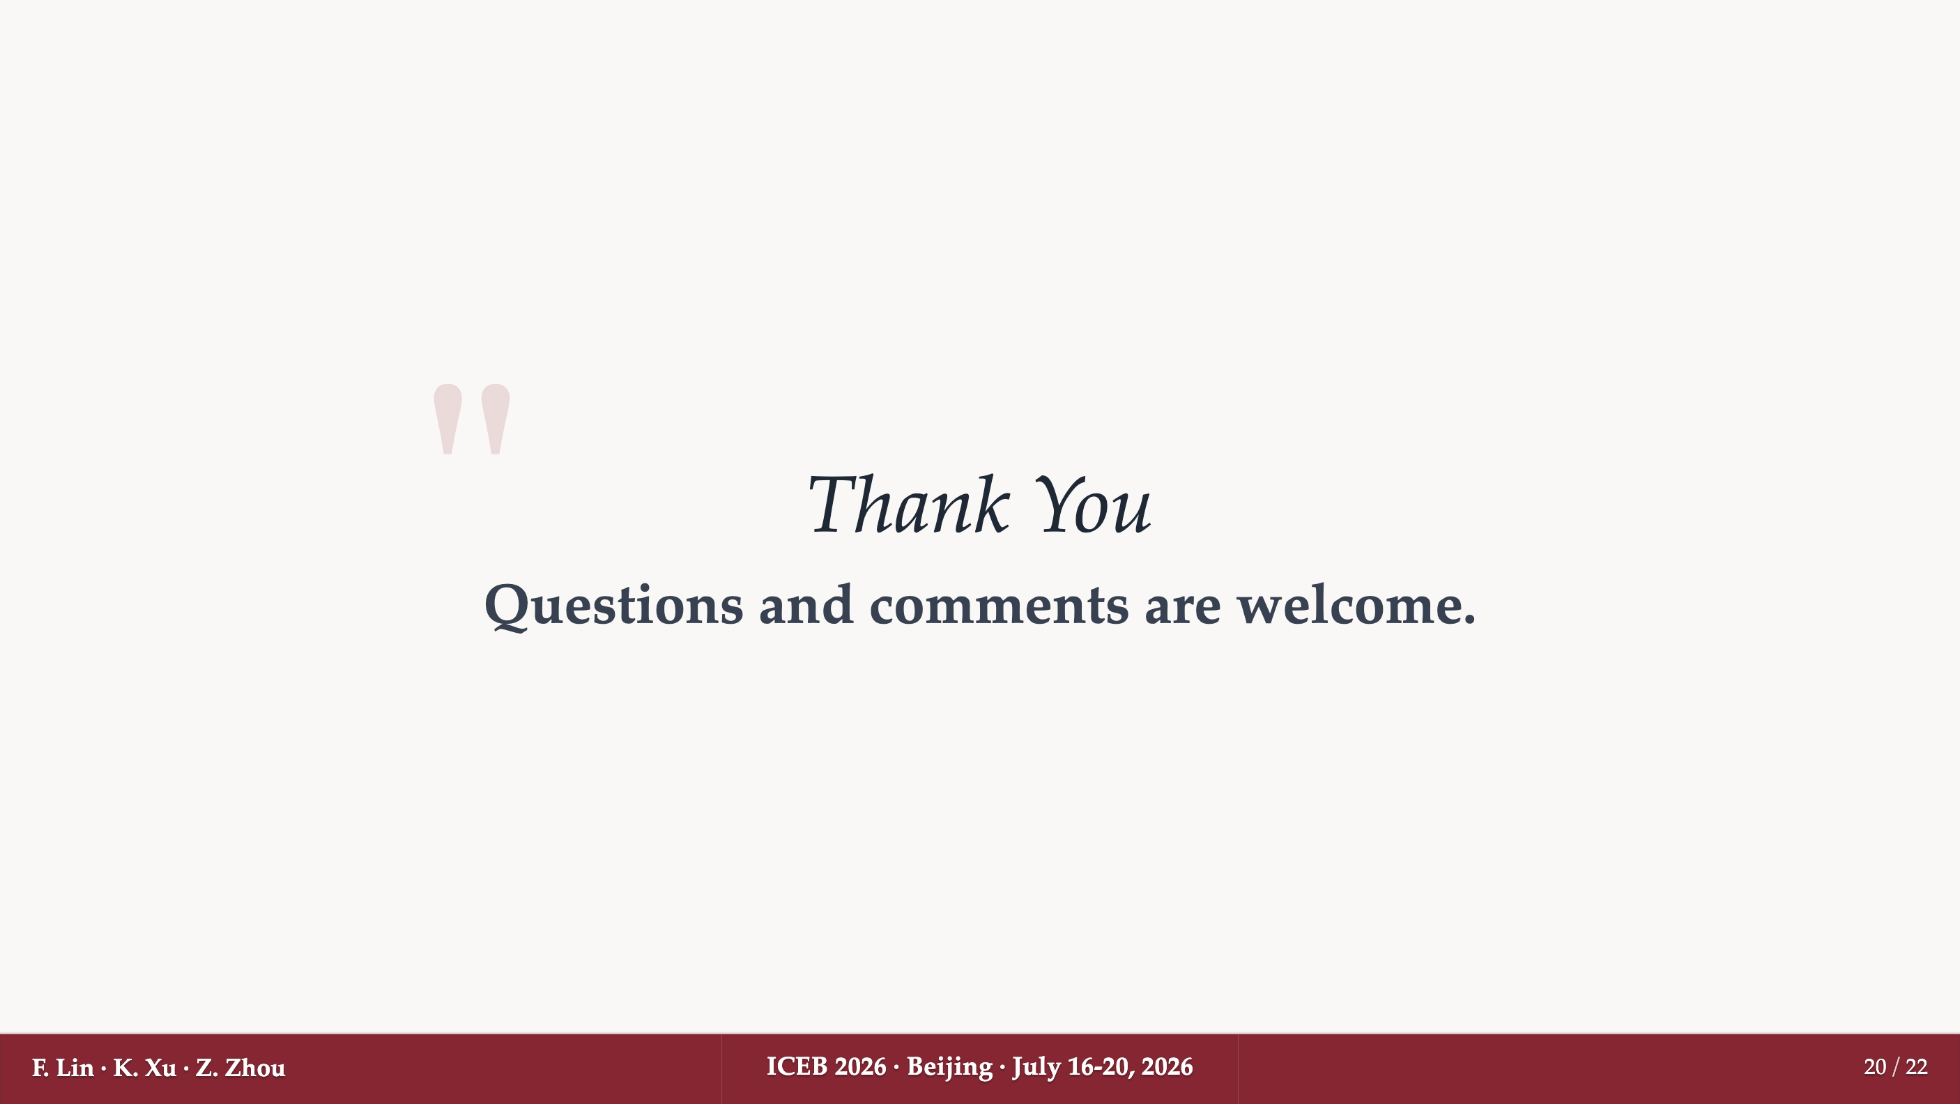 "
Thank You
Questions and comments are welcome.
F. Lin · K. Xu · Z. Zhou
ICEB 2026 · Beijing · July 16-20, 2026
20 / 22